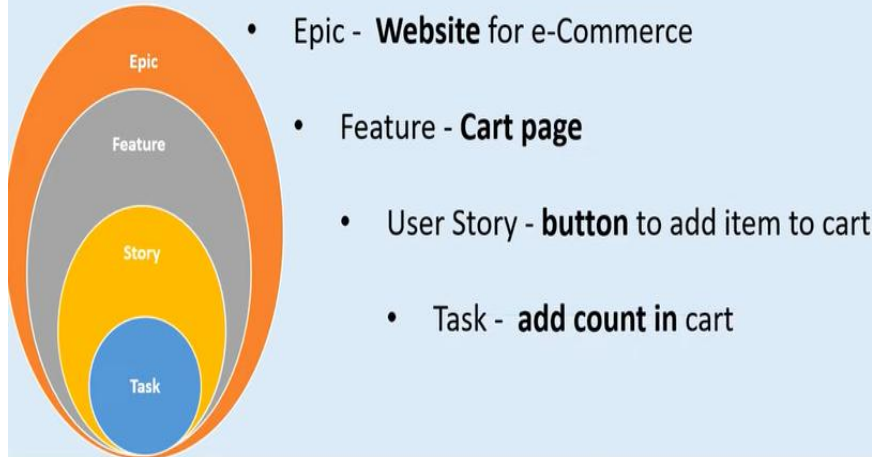 Epic
Feature
Story
Task
• Epic - Website for e-Commerce
• Feature - Cart page
• User Story - button to add item to cart
• Task - add count in cart